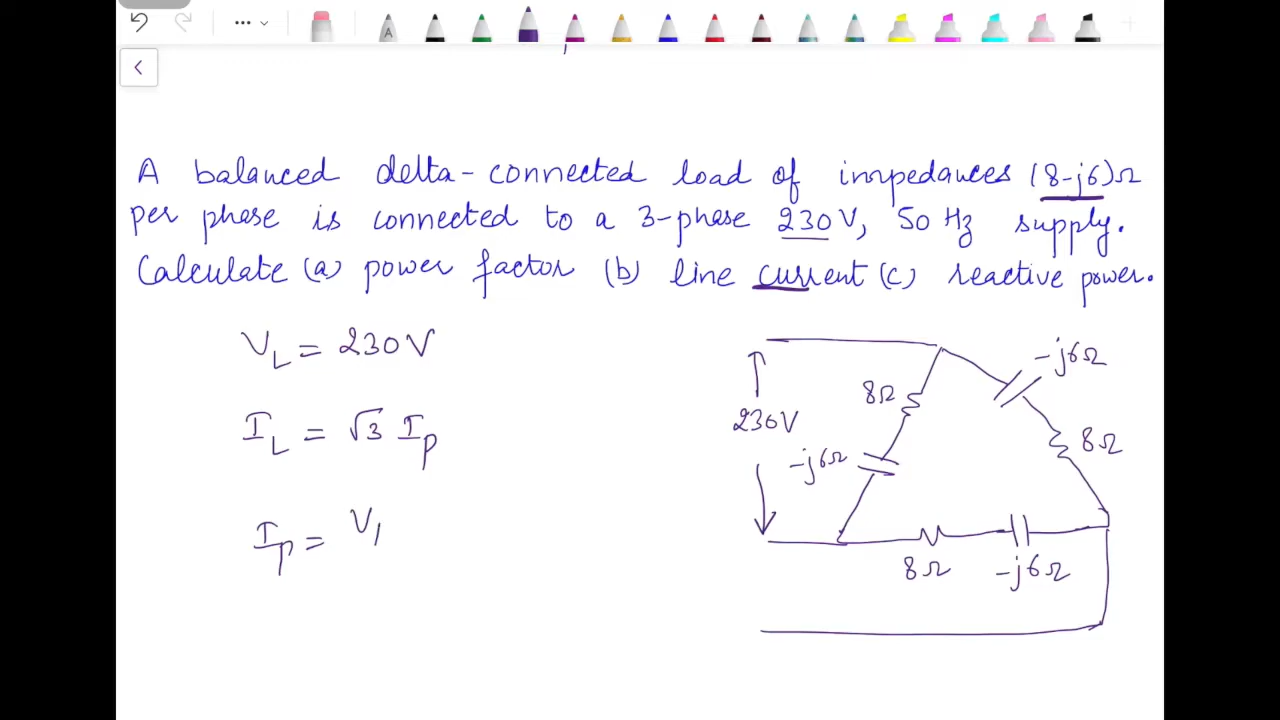 A balanced delta-connected load of impedances (8-j6)Ω
per phase is connected to a 3-phase 230V, 50 Hz supply.
Calculate (a) power factor (b) line current (c) reactive power.
V_L = 230V
I_L = √3 I_p
I_p = V
-j6Ω
8Ω
230V
-j6Ω
8Ω
8Ω
-j6Ω